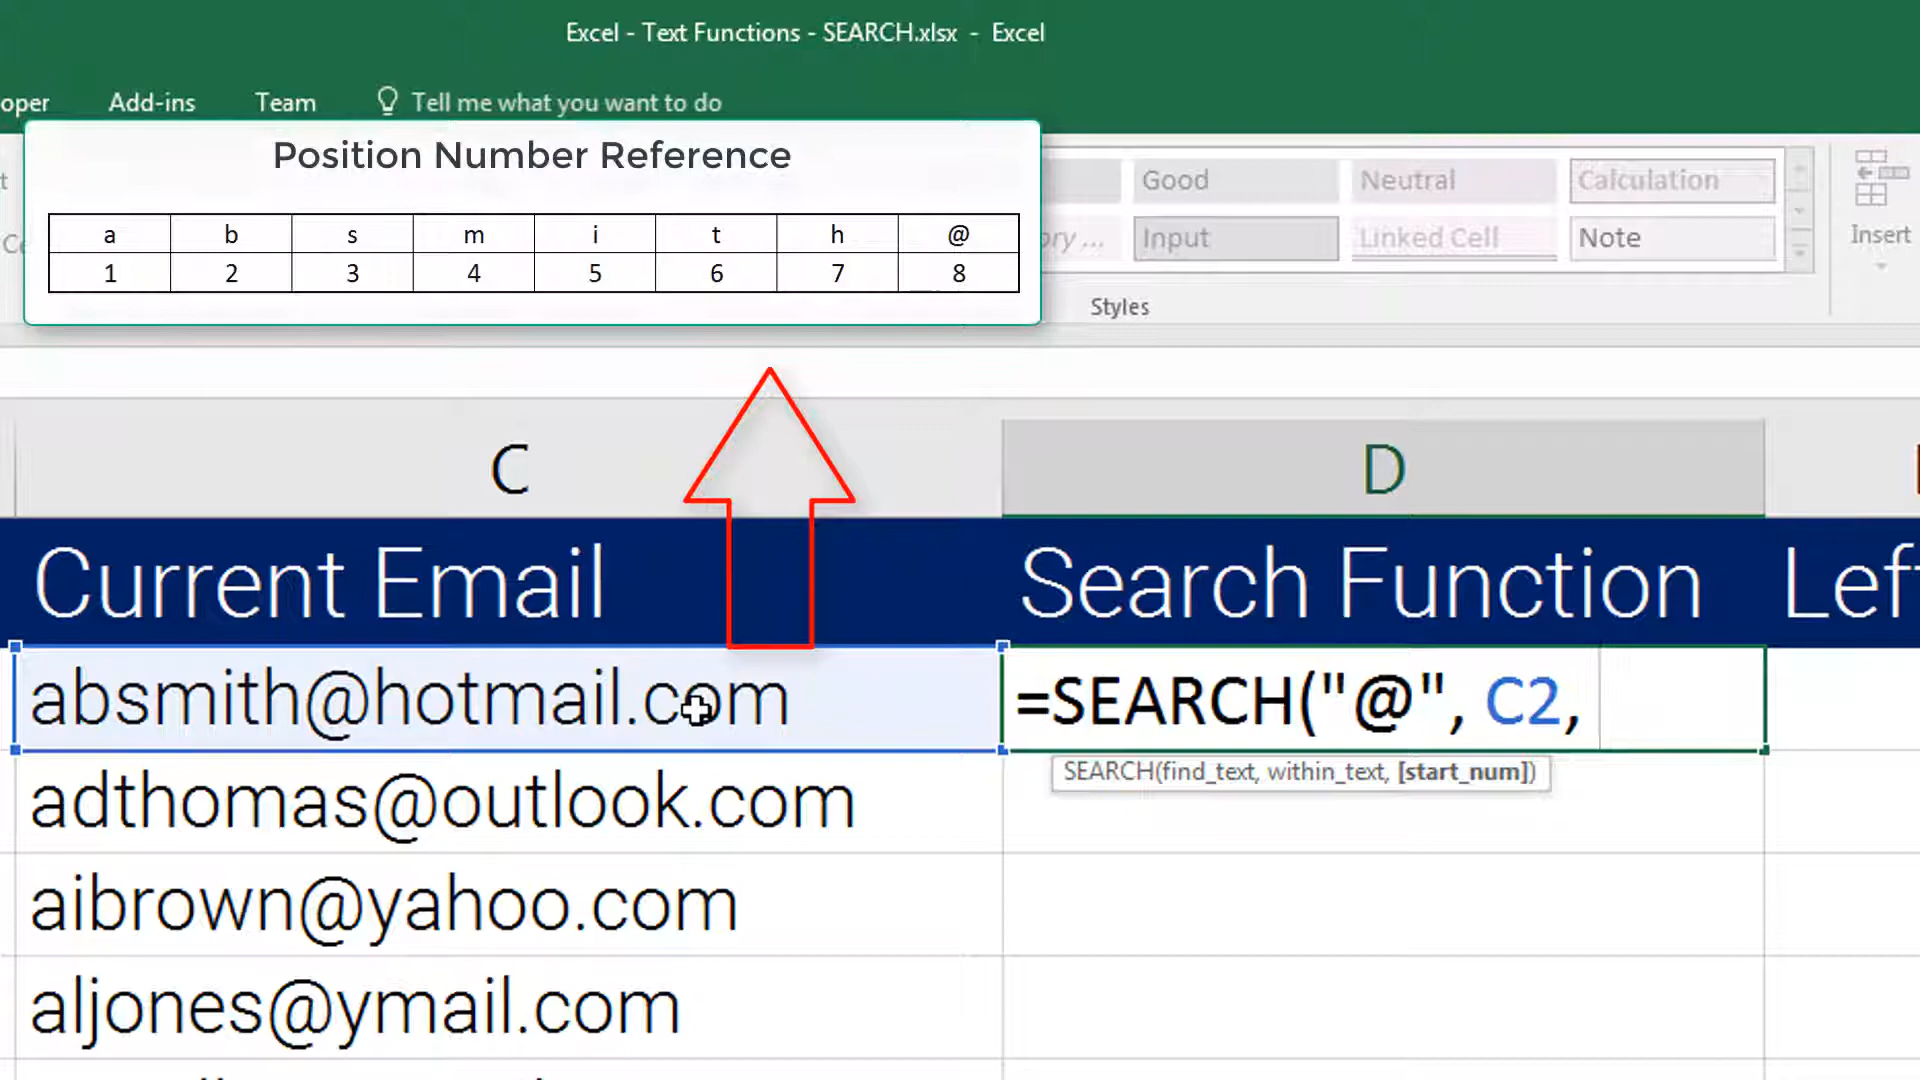 Excel - Text Functions - SEARCH.xlsx - Excel
oper Add-ins Team Tell me what you want to do
Position Number Reference
a b s m i t h @
1 2 3 4 5 6 7 8
Good Neutral Calculation
ory ... Input Linked Cell Note
Insert
Styles
C D
Current Email Search Function Left
absmith@hotmail.com =SEARCH("@", C2,
SEARCH(find_text, within_text, [start_num])
adthomas@outlook.com
aibrown@yahoo.com
aljones@ymail.com